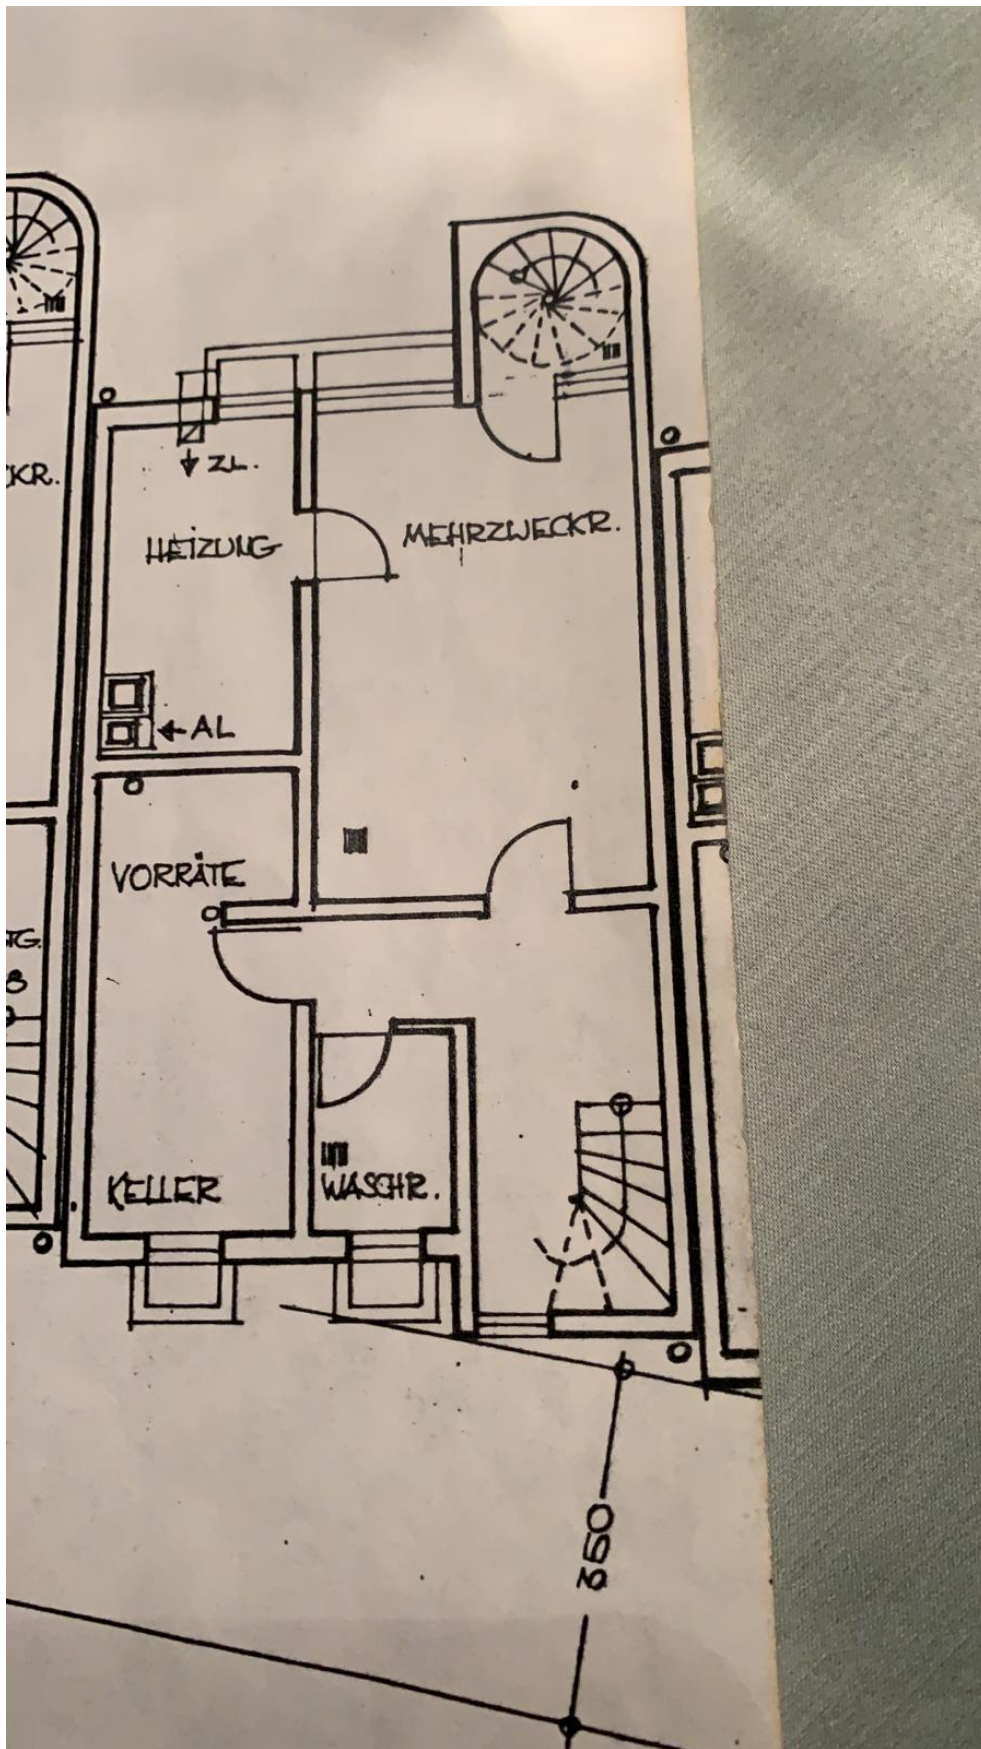 KR.
ZL.
HEIZUNG
MEHRZWECKR.
←AL
VORRÄTE
KELLER
WASCHR.
350